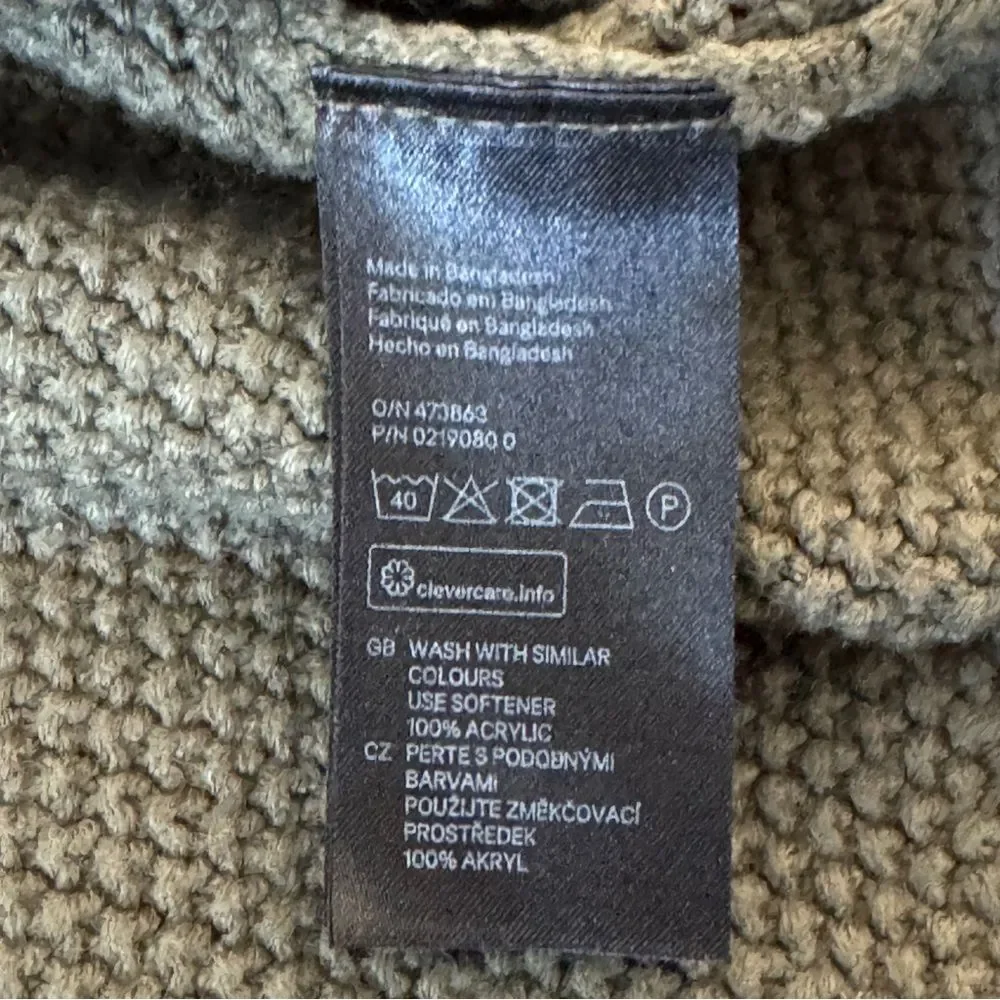 Made in Bangladesh
Fabricado em Bangladesh
Fabriqué en Bangladesh
Hecho en Bangladesh
O/N 473863
P/N 0219080 0
40 P
clevercare.info
GB WASH WITH SIMILAR
COLOURS
USE SOFTENER
100% ACRYLIC
CZ PERTE S PODOBNÝMI
BARVAMI
POUŽIJTE ZMĚKČOVACÍ
PROSTŘEDEK
100% AKRYL